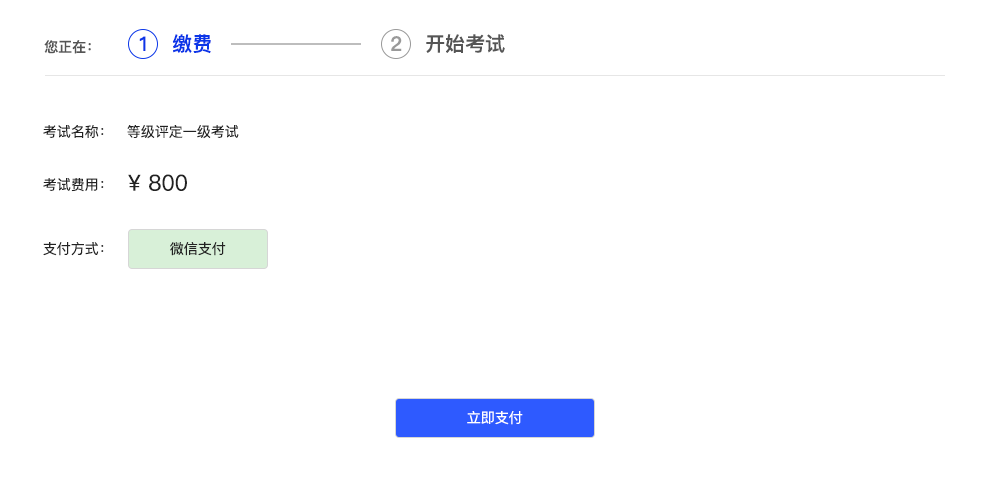 您正在： 1 缴费 2 开始考试
考试名称： 等级评定一级考试
考试费用： ¥ 800
支付方式： 微信支付
立即支付